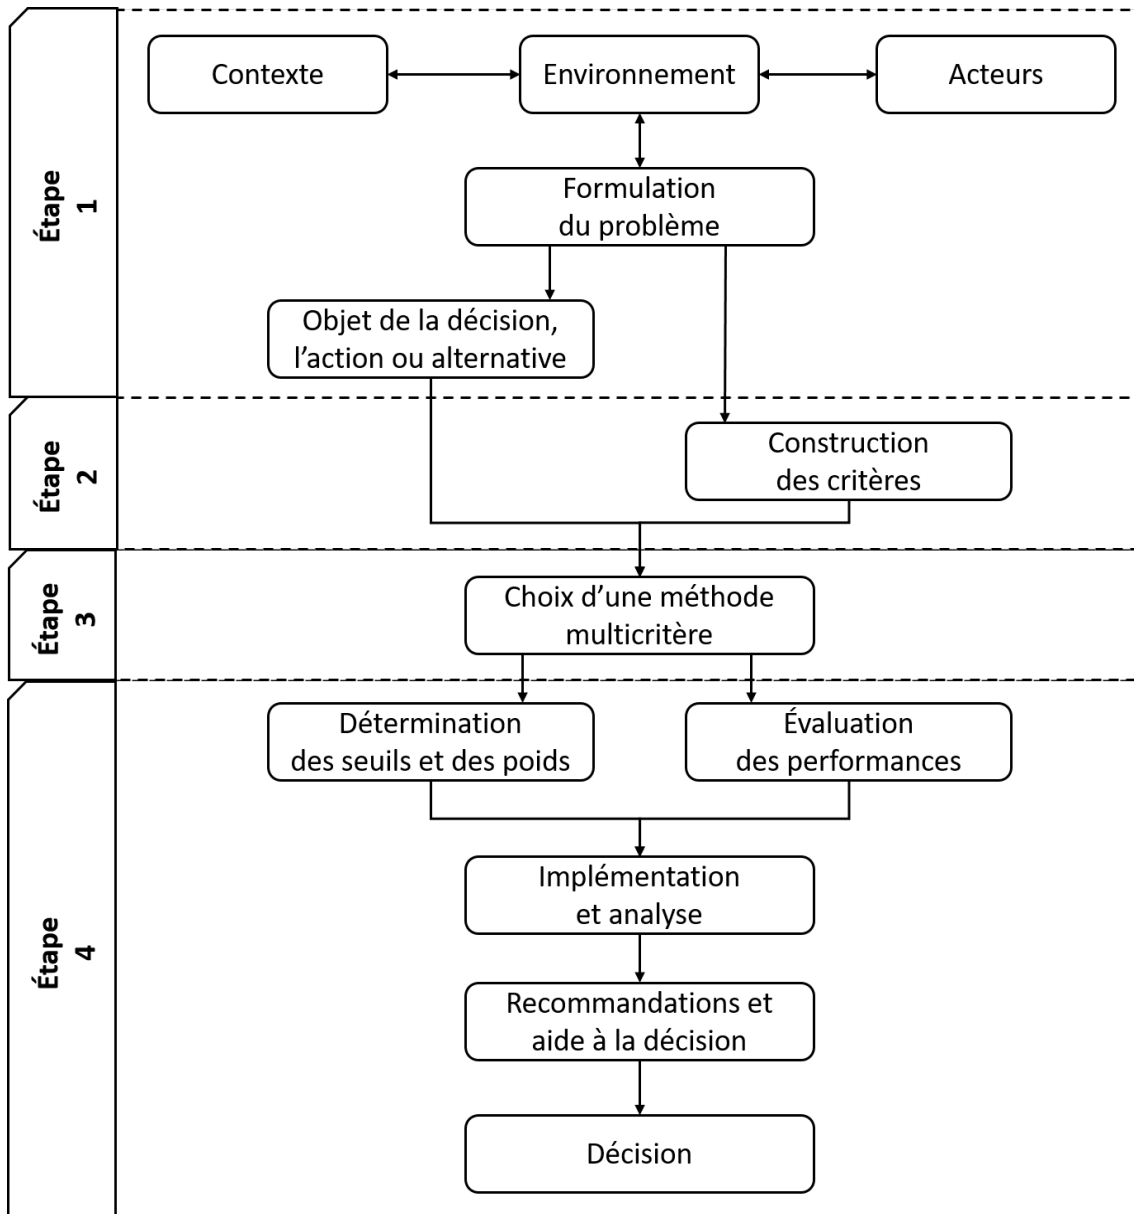 Étape
1
Contexte
Environnement
Acteurs
Formulation
du problème
Objet de la décision,
l’action ou alternative
Étape
2
Construction
des critères
Étape
3
Choix d’une méthode
multicritère
Étape
4
Détermination
des seuils et des poids
Évaluation
des performances
Implémentation
et analyse
Recommandations et
aide à la décision
Décision